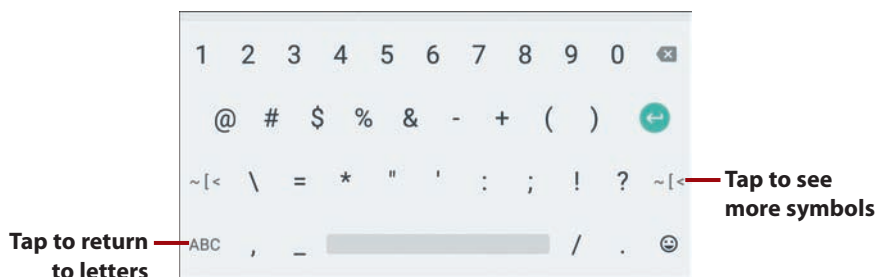 1 2 3 4 5 6 7 8 9 0
@ # $ % & - + ( )
~[< \ = * " ' : ; ! ? ~[<
Tap to see
more symbols
ABC , _ / .
Tap to return
to letters